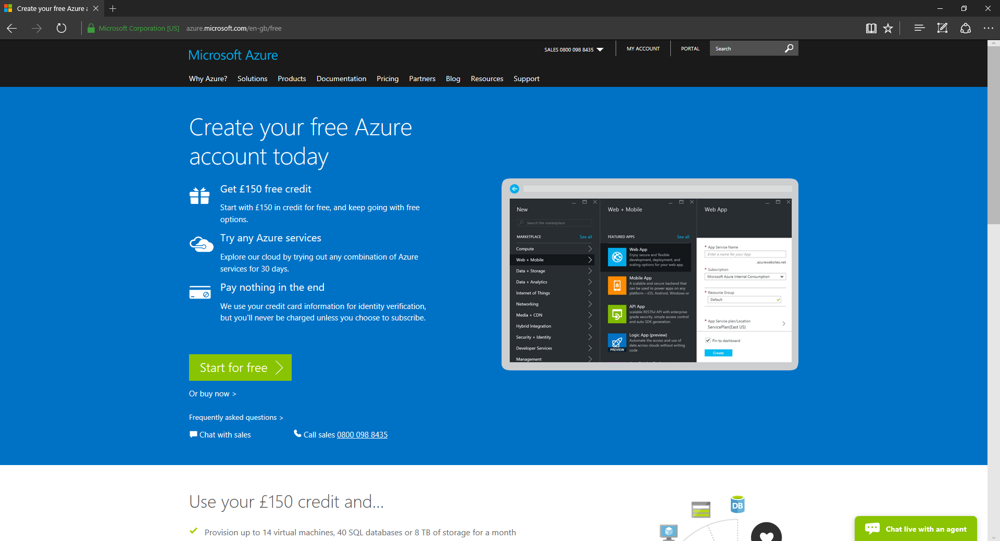 Create your free Azure a
Microsoft Corporation [US]
azure.microsoft.com/en-gb/free
SALES 0800 098 8435
MY ACCOUNT
PORTAL
Search
Microsoft Azure
Why Azure?
Solutions
Products
Documentation
Pricing
Partners
Blog
Resources
Support
Create your free Azure
account today
Get £150 free credit
Start with £150 in credit for free, and keep going with free
options.
Try any Azure services
Explore our cloud by trying out any combination of Azure
services for 30 days.
Pay nothing in the end
We use your credit card information for identity verification,
but you'll never be charged unless you choose to subscribe.
Start for free
Or buy now >
Frequently asked questions >
Chat with sales
Call sales 0800 098 8435
New
Search the marketplace
MARKETPLACE
See all
Compute
Web + Mobile
Data + Storage
Data + Analytics
Internet of Things
Networking
Media + CDN
Hybrid Integration
Security + Identity
Developer Services
Management
Web + Mobile
FEATURED APPS
See all
Web App
Enjoy secure and flexible
development, deployment, and
scaling options for your web app.
Mobile App
A scalable and secure backend that
can be used to power apps on any
platform – iOS, Android, Windows or
API App
scalable RESTful API with enterprise
grade security, simple access control
and auto SDK generation
Logic App (preview)
Automate the access and use of
data across clouds without writing
code
PREVIEW
Web App
* App Service Name
Enter a name for your App
.azurewebsites.net
* Subscription
Microsoft Azure Internal Consumption
* Resource Group
Default
* App Service plan/Location
ServicePlan(East US)
Pin to dashboard
Create
Use your £150 credit and...
Provision up to 14 virtual machines, 40 SQL databases or 8 TB of storage for a month
DB
Chat live with an agent